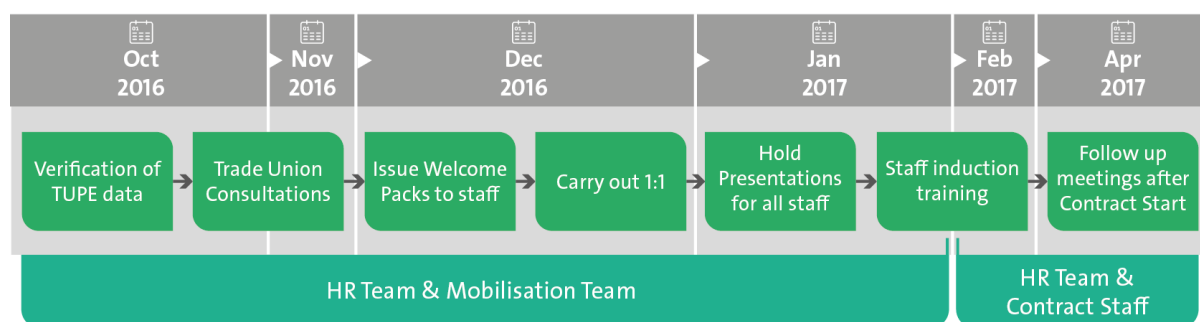 Oct
2016
Nov
2016
Dec
2016
Jan
2017
Feb
2017
Apr
2017
Verification of
TUPE data
Trade Union
Consultations
Issue Welcome
Packs to staff
Carry out 1:1
Hold
Presentations
for all staff
Staff induction
training
Follow up
meetings after
Contract Start
HR Team & Mobilisation Team
HR Team &
Contract Staff